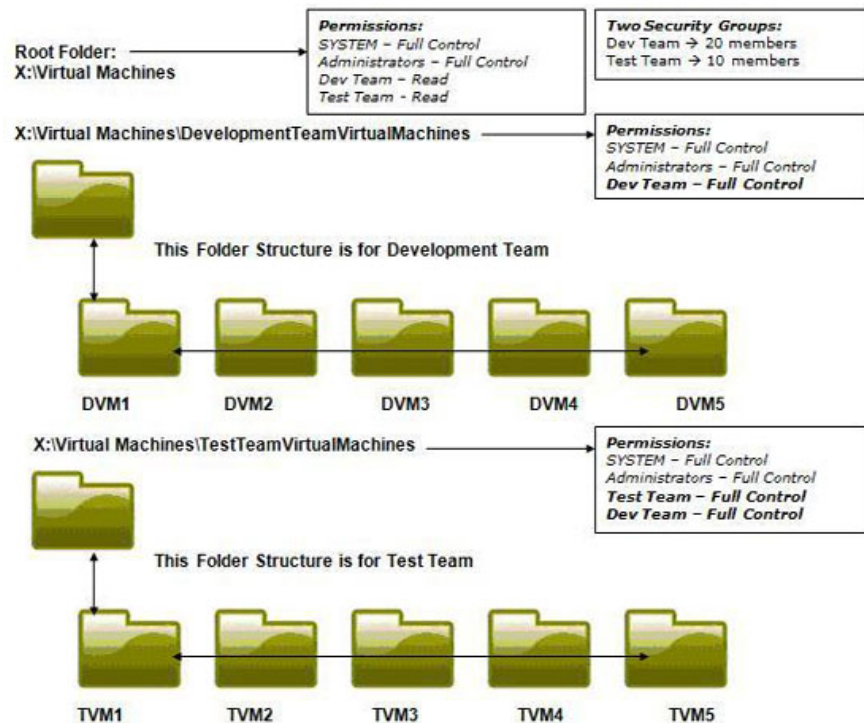 Permissions:
SYSTEM – Full Control
Administrators – Full Control
Dev Team – Read
Test Team - Read
Two Security Groups:
Dev Team → 20 members
Test Team → 10 members
Root Folder:
X:\Virtual Machines
X:\Virtual Machines\DevelopmentTeamVirtualMachines
Permissions:
SYSTEM – Full Control
Administrators – Full Control
Dev Team – Full Control
This Folder Structure is for Development Team
DVM1 DVM2 DVM3 DVM4 DVM5
X:\Virtual Machines\TestTeamVirtualMachines
Permissions:
SYSTEM – Full Control
Administrators – Full Control
Test Team – Full Control
Dev Team – Full Control
This Folder Structure is for Test Team
TVM1 TVM2 TVM3 TVM4 TVM5